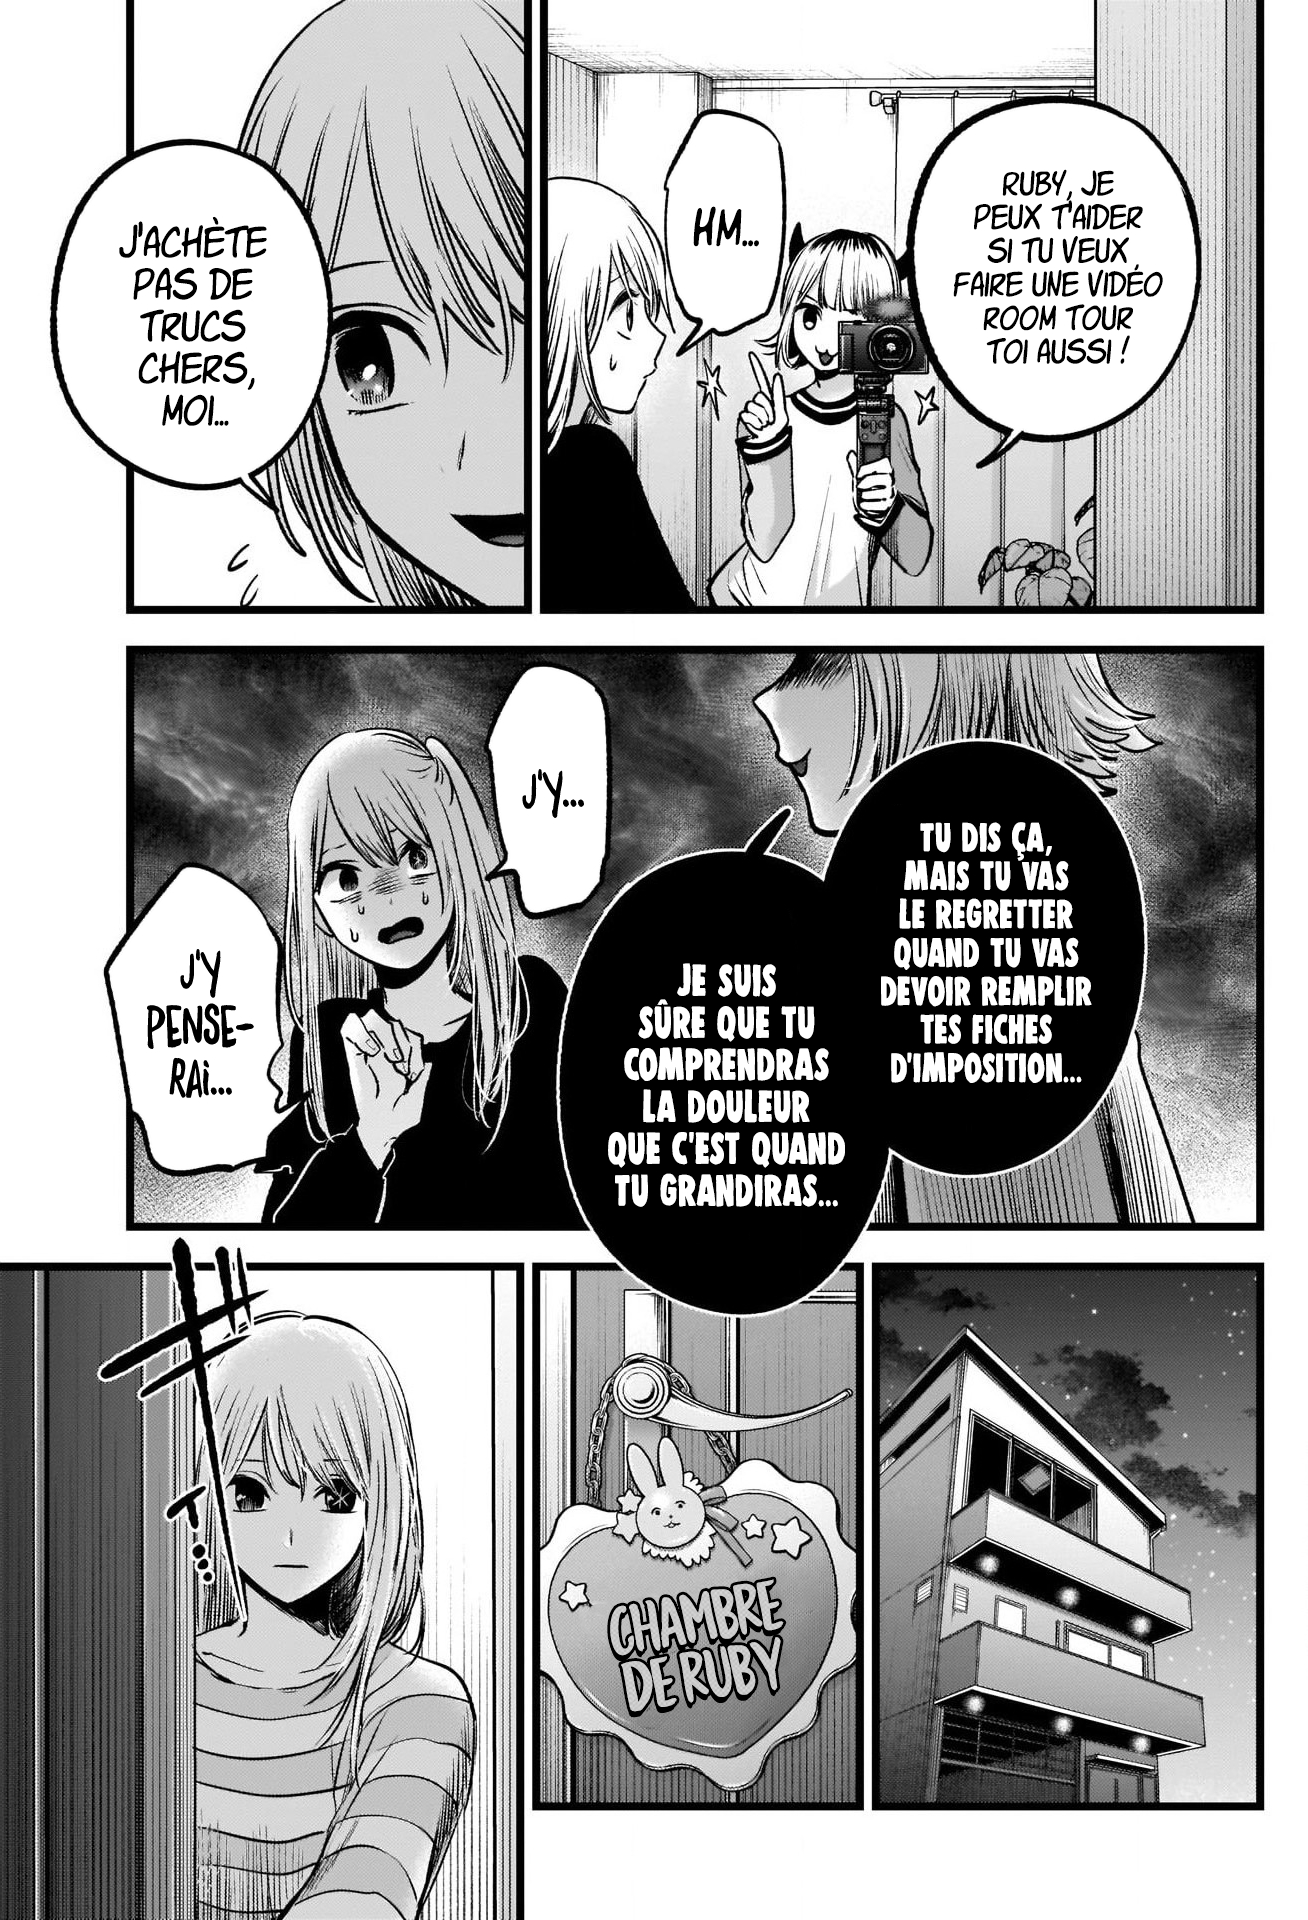 RUBY, JE
PEUX T'AIDER
SI TU VEUX
FAIRE UNE VIDÉO
ROOM TOUR
TOI AUSSI !
HM...
J'ACHÈTE
PAS DE
TRUCS
CHERS,
MOI...
TU DIS ÇA,
MAIS TU VAS
LE REGRETTER
QUAND TU VAS
DEVOIR REMPLIR
TES FICHES
D'IMPOSITION...
JE SUIS
SÛRE QUE TU
COMPRENDRAS
LA DOULEUR
QUE C'EST QUAND
TU GRANDIRAS...
J'Y...
J'Y
PENSE-
RAi...
CHAMBRE
DE RUBY
ギィ…